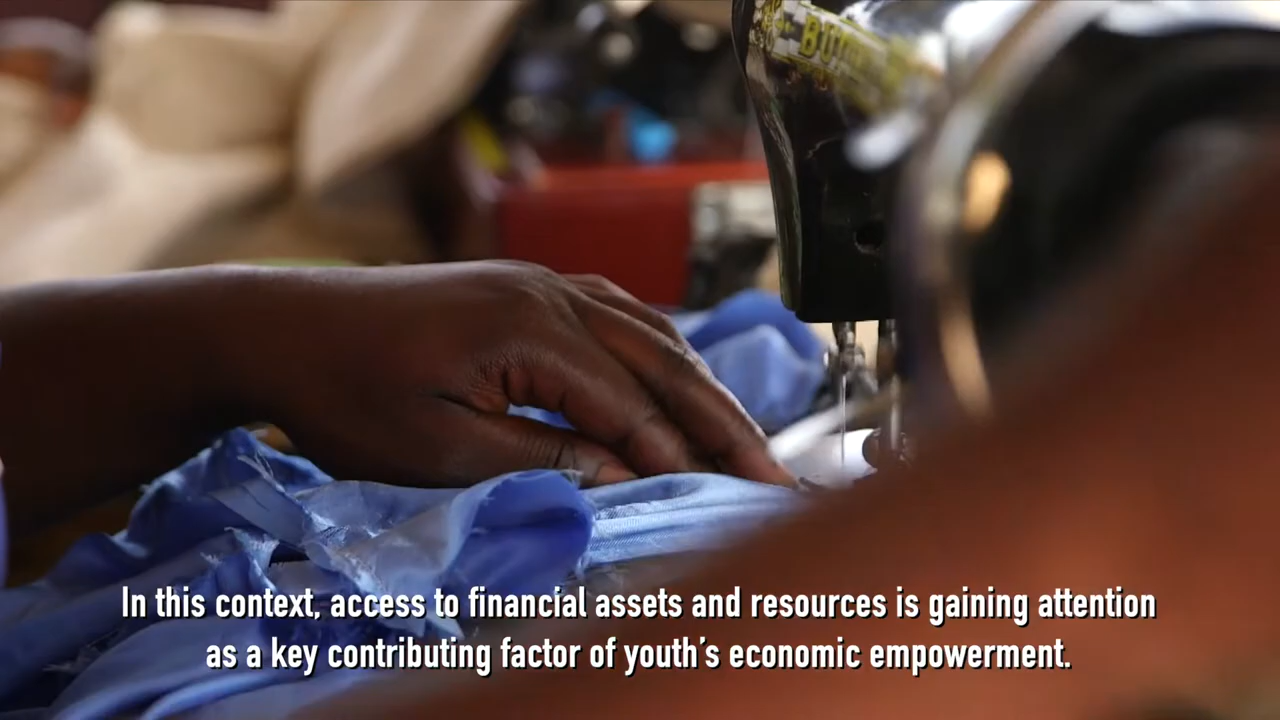 In this context, access to financial assets and resources is gaining attention
as a key contributing factor of youth's economic empowerment.